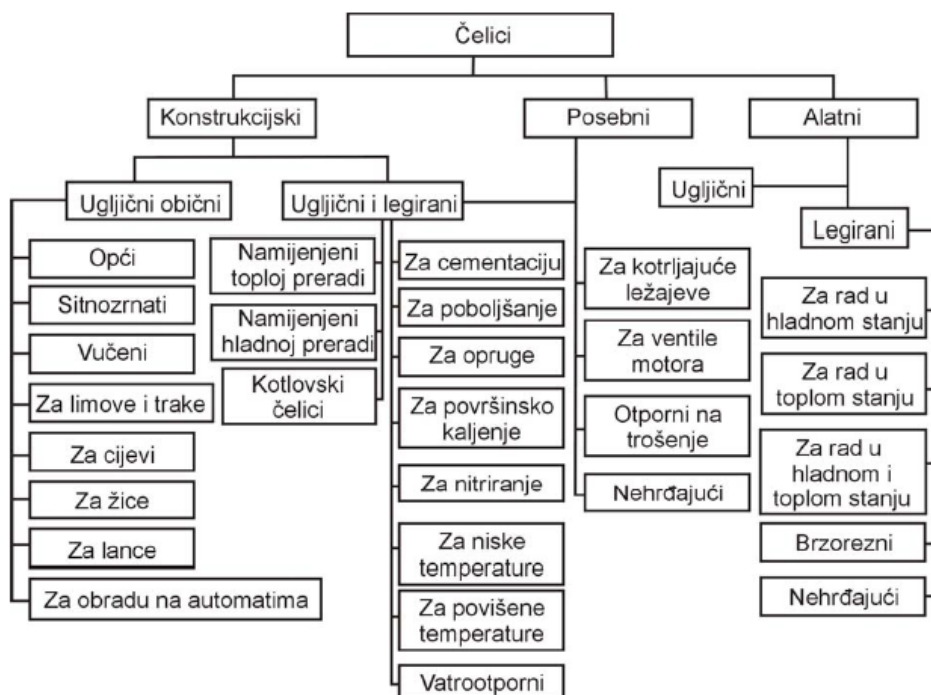 Čelici
Konstrukcijski
Posebni
Alatni
Ugljični obični
Ugljični i legirani
Ugljični
Legirani
Opći
Sitnozrnati
Vučeni
Za limove i trake
Za cijevi
Za žice
Za lance
Za obradu na automatima
Namijenjeni
toploj preradi
Namijenjeni
hladnoj preradi
Kotlovski
čelici
Za cementaciju
Za poboljšanje
Za opruge
Za površinsko
kaljenje
Za nitriranje
Za niske
temperature
Za povišene
temperature
Vatrootporni
Za kotrljajuće
ležajeve
Za ventile
motora
Otporni na
trošenje
Nehrđajući
Za rad u
hladnom stanju
Za rad u
toplom stanju
Za rad u
hladnom i
toplom stanju
Brzorezni
Nehrđajući